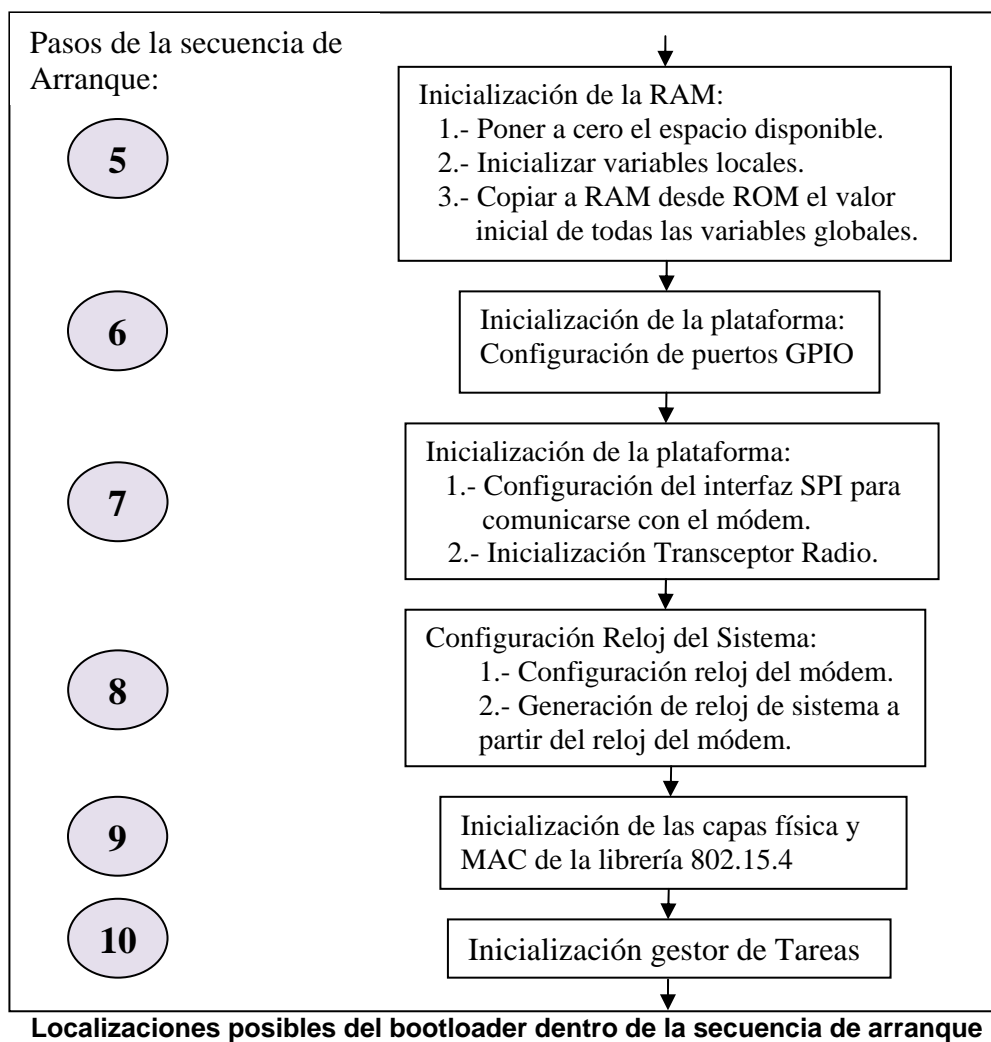 Pasos de la secuencia de
Arranque:
5
Inicialización de la RAM:
1.- Poner a cero el espacio disponible.
2.- Inicializar variables locales.
3.- Copiar a RAM desde ROM el valor
inicial de todas las variables globales.
6
Inicialización de la plataforma:
Configuración de puertos GPIO
7
Inicialización de la plataforma:
1.- Configuración del interfaz SPI para
comunicarse con el módem.
2.- Inicialización Transceptor Radio.
8
Configuración Reloj del Sistema:
1.- Configuración reloj del módem.
2.- Generación de reloj de sistema a
partir del reloj del módem.
9
Inicialización de las capas física y
MAC de la librería 802.15.4
10
Inicialización gestor de Tareas
Localizaciones posibles del bootloader dentro de la secuencia de arranque